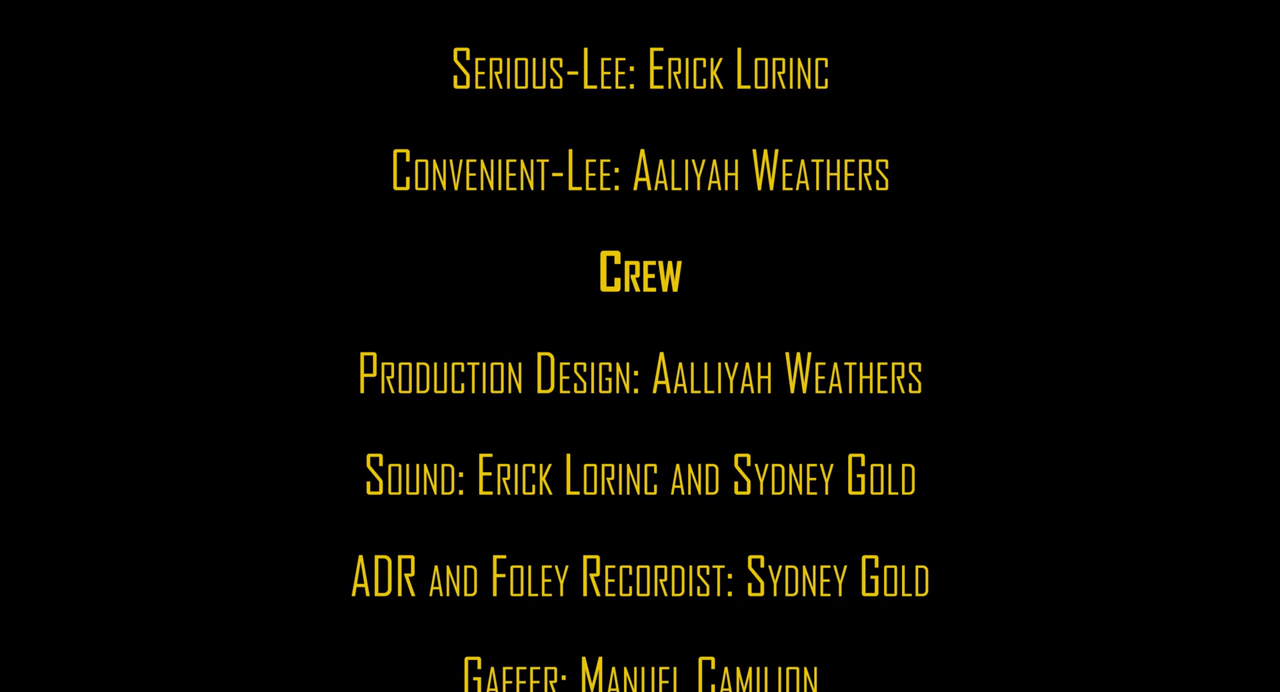 Serious-Lee: Erick Lorinc
Convenient-Lee: Aaliyah Weathers
Crew
Production Design: Aalliyah Weathers
Sound: Erick Lorinc and Sydney Gold
ADR and Foley Recordist: Sydney Gold
Gaffer: Manuel Camilion